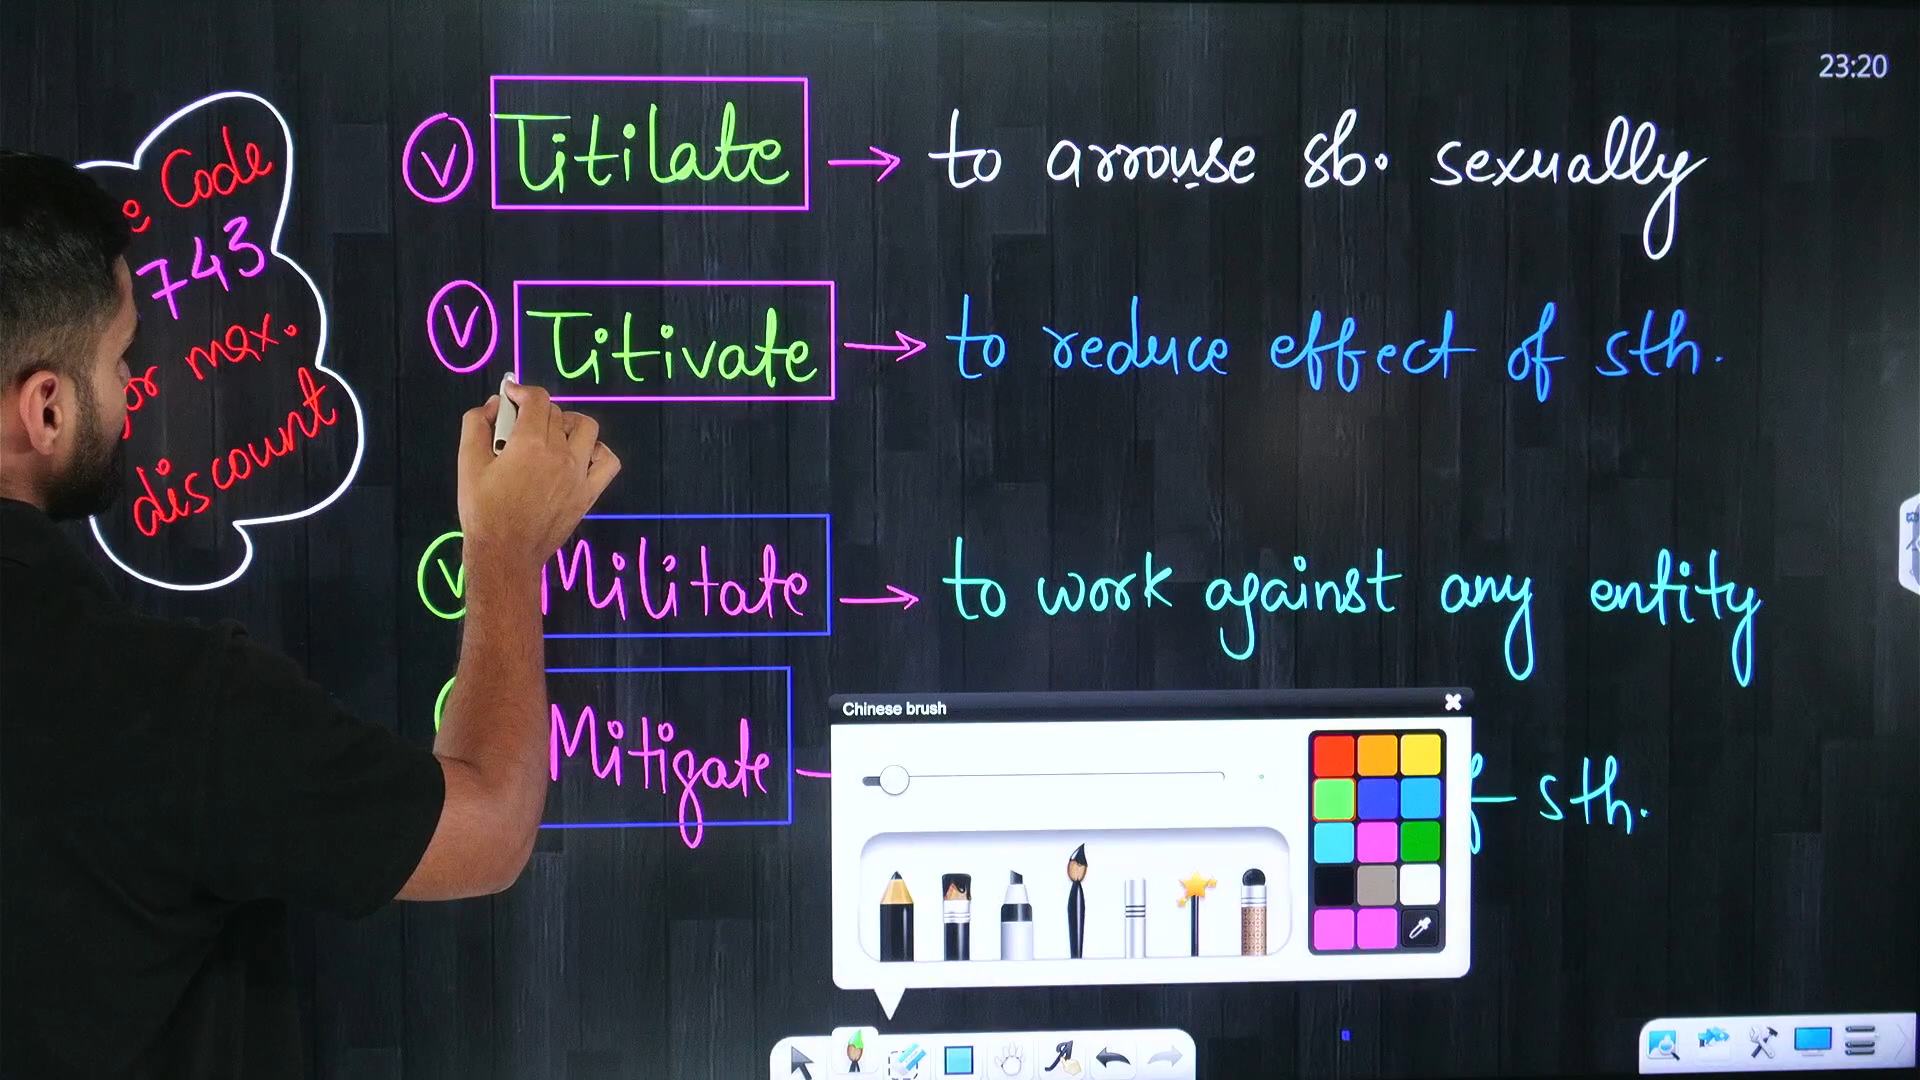 23:20
Code
743
for max.
discount
V Titilate → to arrouse sb. sexually
V Titivate → to reduce effect of sth.
V Militate → to work against any entity
Mitigate
sth.
Chinese brush